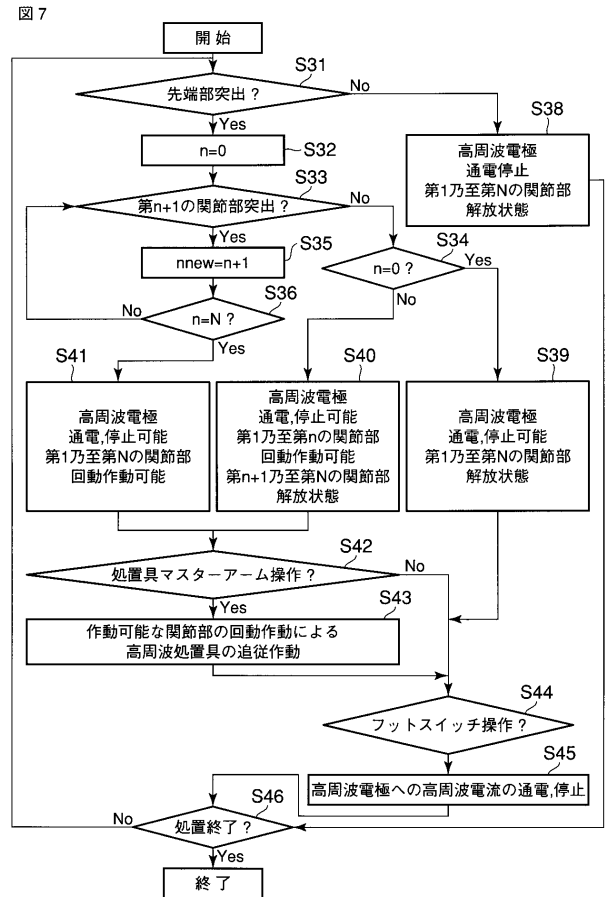 図7
開始
S31
先端部突出？
No
Yes
S38
高周波電極
通電停止
第1乃至第Nの関節部
解放状態
n=0
S32
S33
第n+1の関節部突出？
No
Yes
S35
nnew=n+1
S34
n=0？
Yes
No
S36
No
n=N？
Yes
S41
高周波電極
通電,停止可能
第1乃至第Nの関節部
回動作動可能
S40
高周波電極
通電,停止可能
第1乃至第nの関節部
回動作動可能
第n+1乃至第Nの関節部
解放状態
S39
高周波電極
通電,停止可能
第1乃至第Nの関節部
解放状態
S42
処置具マスターアーム操作？
No
Yes
S43
作動可能な関節部の回動作動による
高周波処置具の追従作動
S44
フットスイッチ操作？
S45
高周波電極への高周波電流の通電,停止
S46
No
処置終了？
Yes
終了